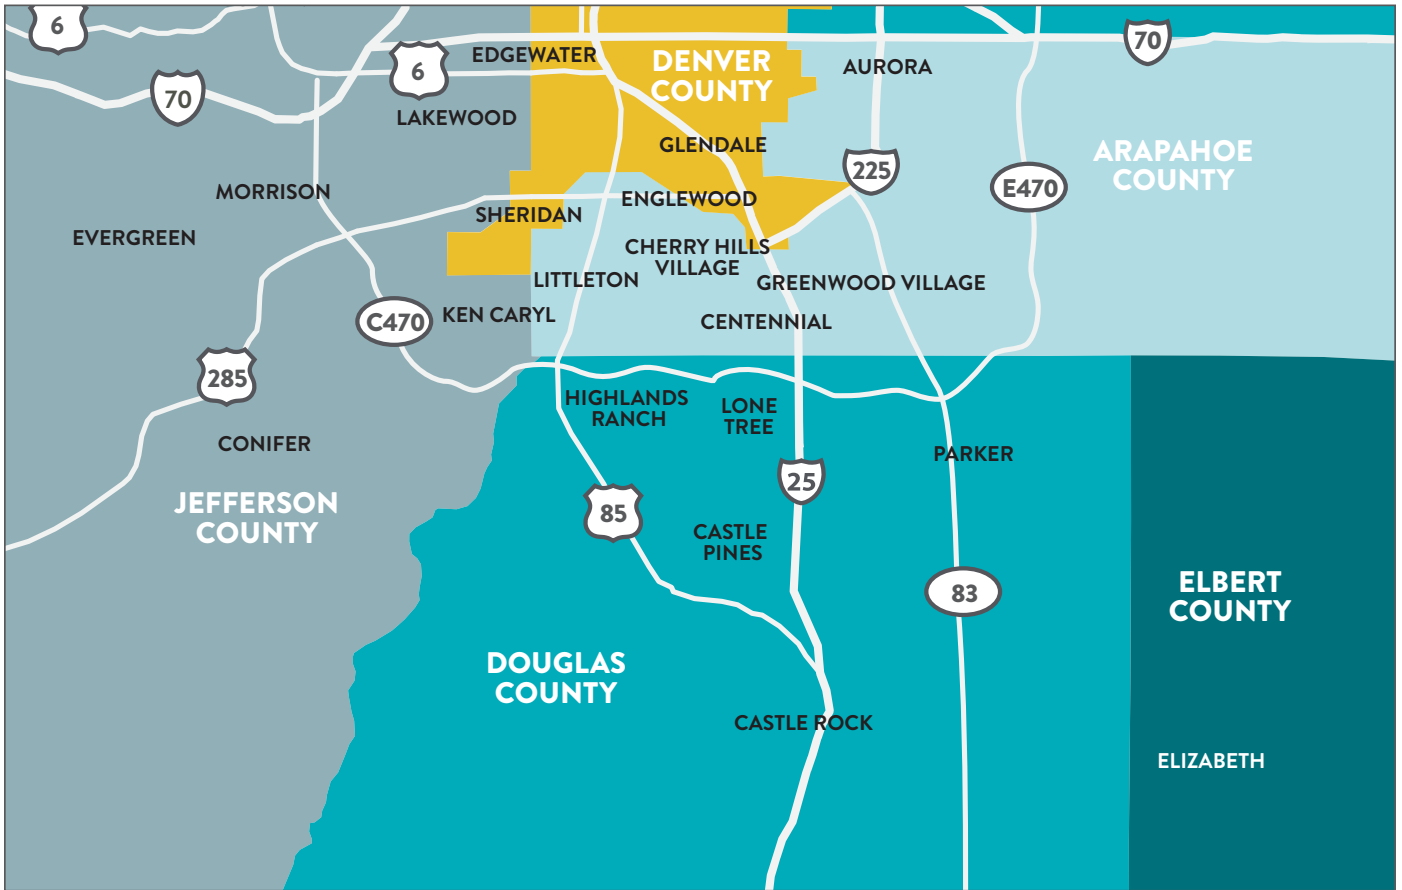 6
EDGEWATER
DENVER
COUNTY
AURORA
70
6
70
LAKEWOOD
GLENDALE
ARAPAHOE
COUNTY
225
E470
MORRISON
ENGLEWOOD
SHERIDAN
EVERGREEN
CHERRY HILLS
VILLAGE
LITTLETON
GREENWOOD VILLAGE
KEN CARYL
C470
CENTENNIAL
285
HIGHLANDS
RANCH
LONE
TREE
CONIFER
PARKER
JEFFERSON
COUNTY
25
85
CASTLE
PINES
83
ELBERT
COUNTY
DOUGLAS
COUNTY
CASTLE ROCK
ELIZABETH